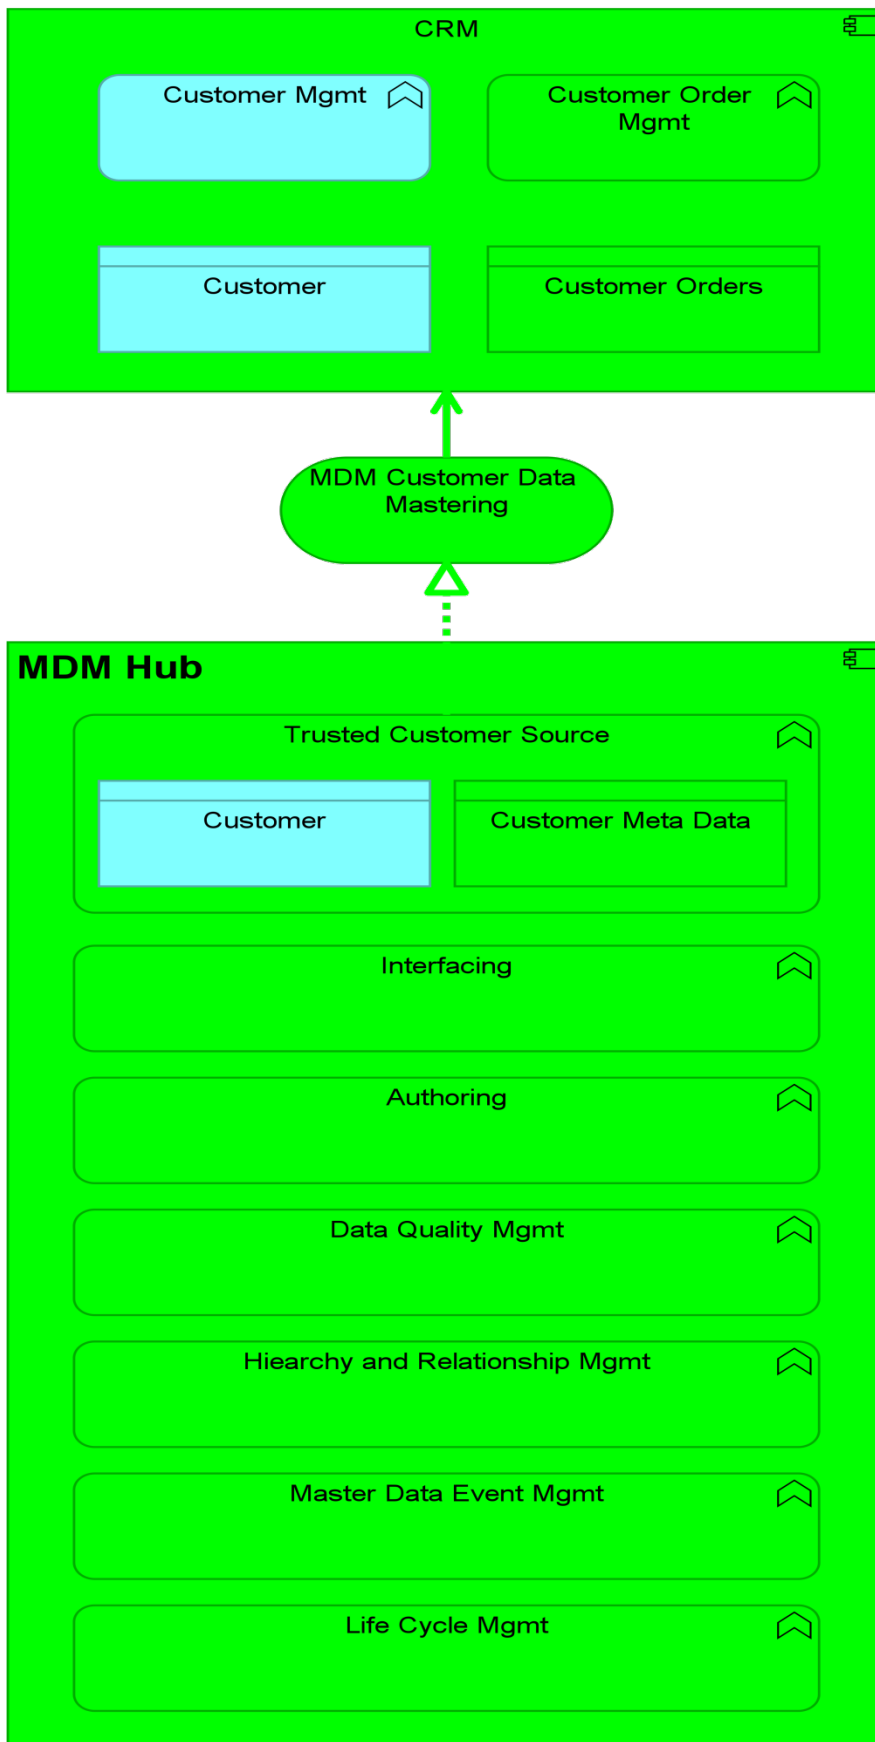 CRM
Customer Mgmt
Customer Order
Mgmt
Customer
Customer Orders
MDM Customer Data
Mastering
MDM Hub
Trusted Customer Source
Customer
Customer Meta Data
Interfacing
Authoring
Data Quality Mgmt
Hiearchy and Relationship Mgmt
Master Data Event Mgmt
Life Cycle Mgmt